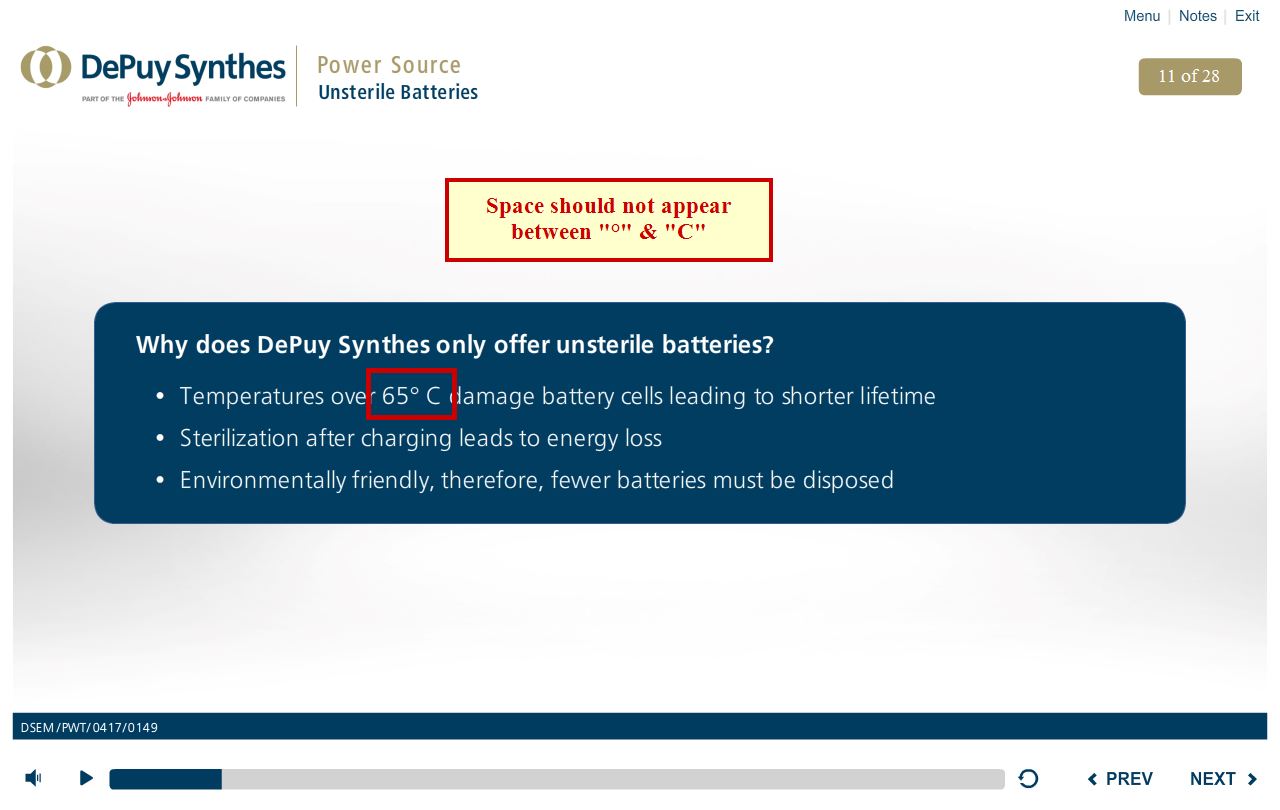 Menu | Notes | Exit
DePuy Synthes
PART OF THE Johnson & Johnson FAMILY OF COMPANIES
Power Source
Unsterile Batteries
11 of 28
Space should not appear
between "°" & "C"
Why does DePuy Synthes only offer unsterile batteries?
• Temperatures over 65° C damage battery cells leading to shorter lifetime
• Sterilization after charging leads to energy loss
• Environmentally friendly, therefore, fewer batteries must be disposed
DSEM/PWT/0417/0149
PREV NEXT